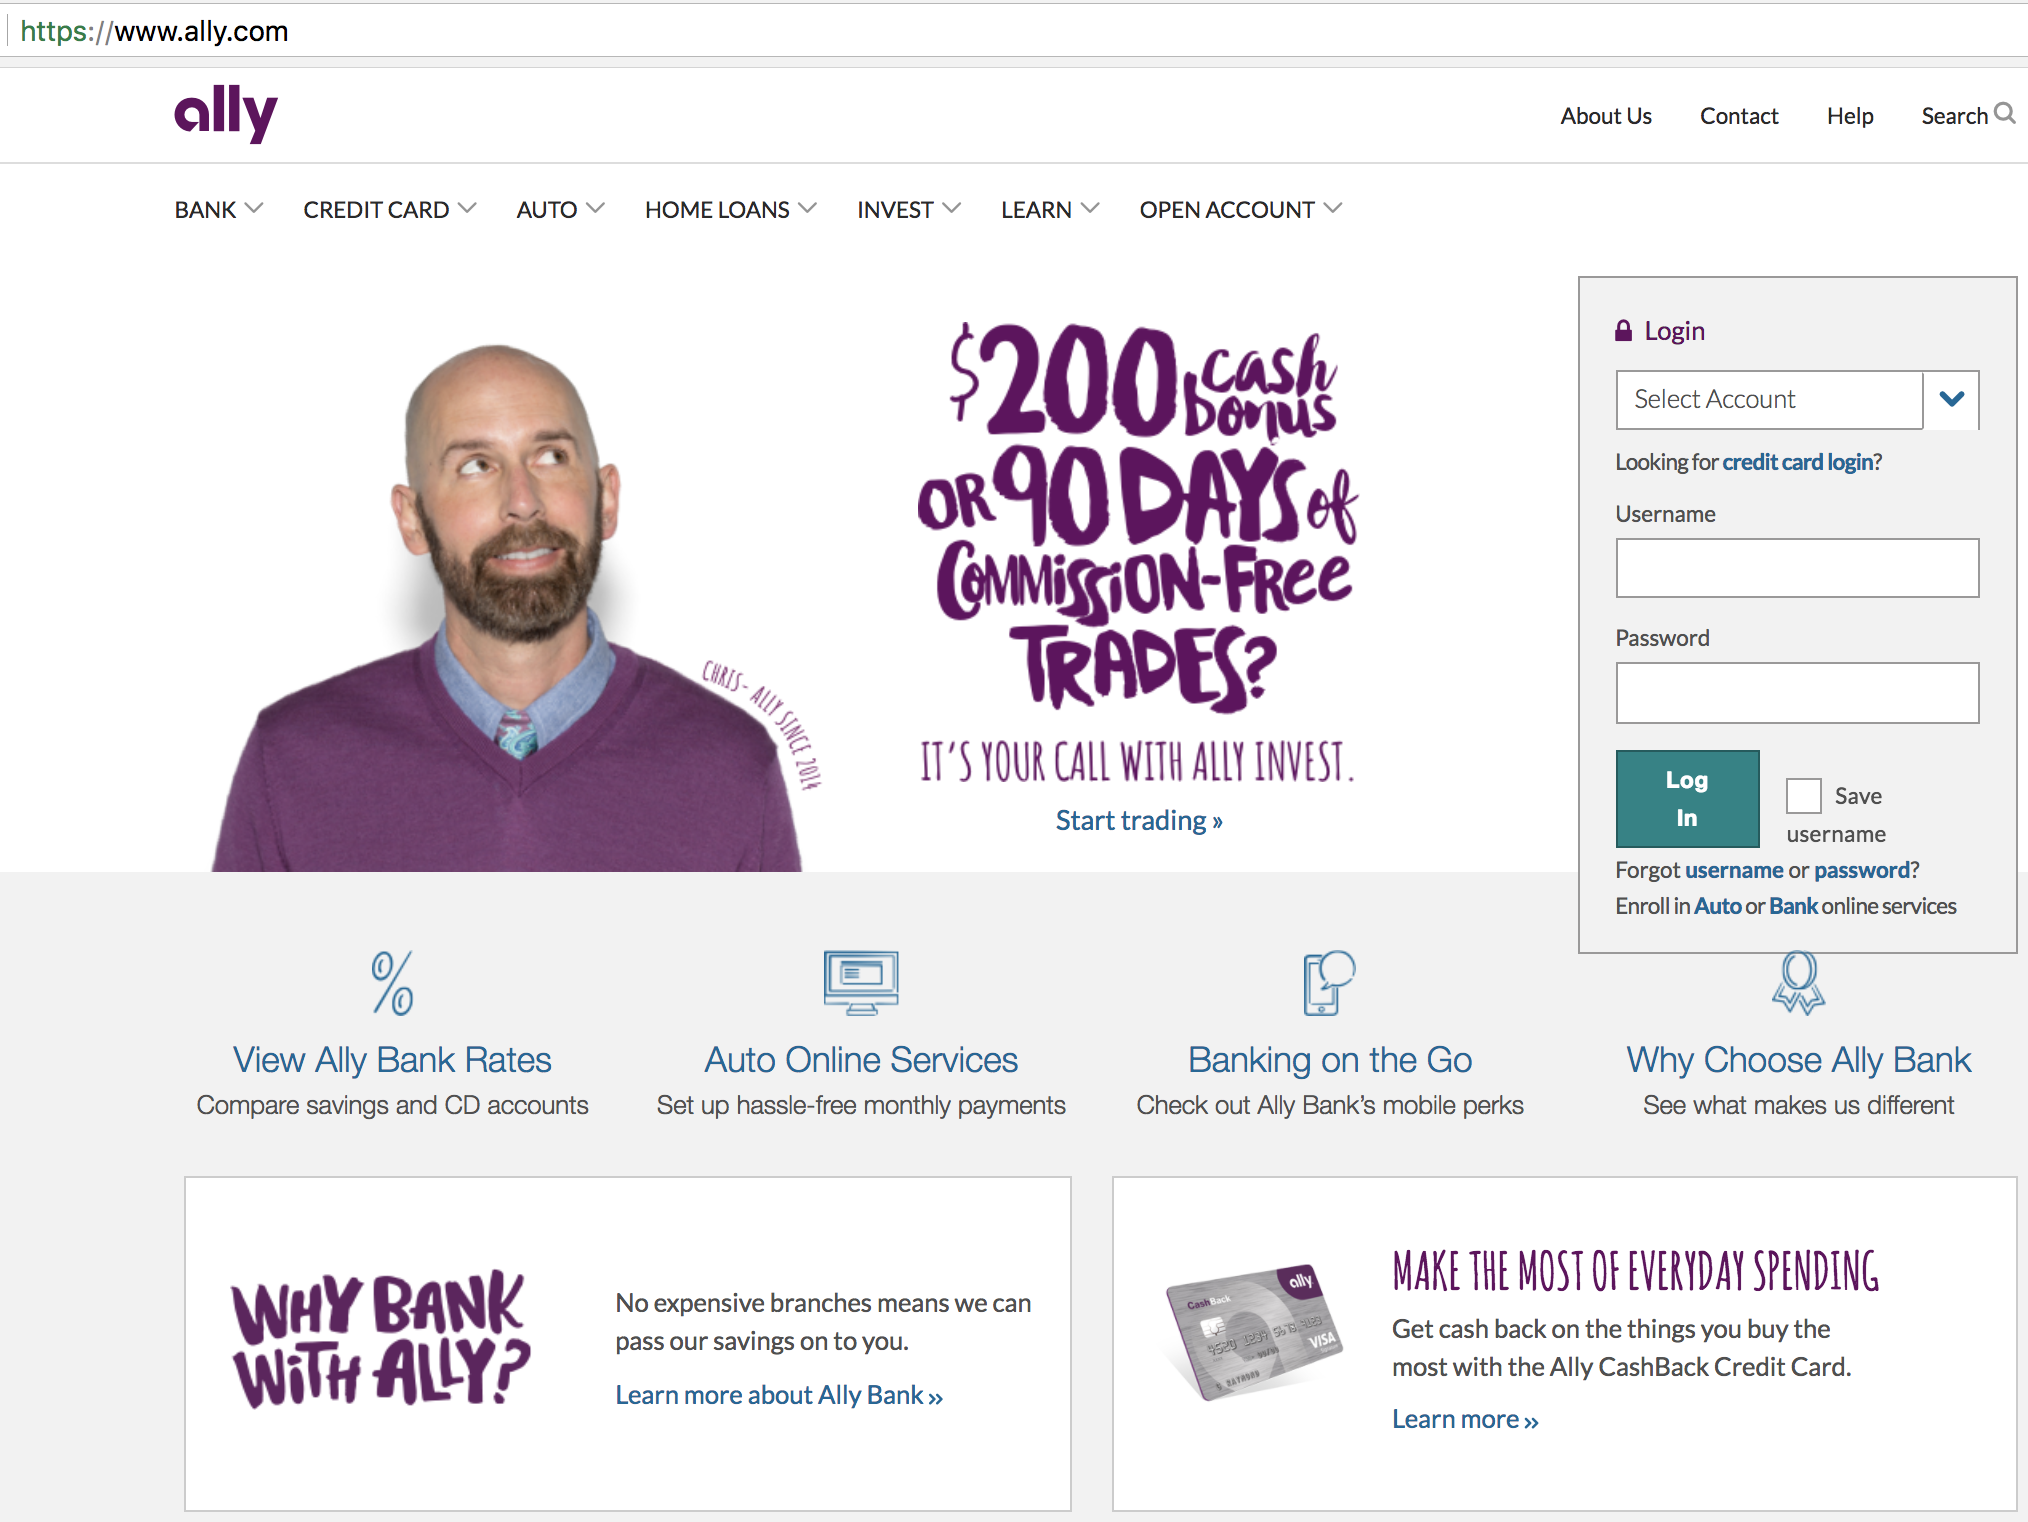 https://www.ally.com
ally
About Us
Contact
Help
Search
BANK
CREDIT CARD
AUTO
HOME LOANS
INVEST
LEARN
OPEN ACCOUNT
CHRIS- ALLY SINCE 2014
$200 cash bonus
OR 90 DAYS of
COMMISSION-FREE
TRADES?
IT'S YOUR CALL WITH ALLY INVEST.
Start trading »
Login
Select Account
Looking for credit card login?
Username
Password
Log
In
Save
username
Forgot username or password?
Enroll in Auto or Bank online services
View Ally Bank Rates
Compare savings and CD accounts
Auto Online Services
Set up hassle-free monthly payments
Banking on the Go
Check out Ally Bank's mobile perks
Why Choose Ally Bank
See what makes us different
WHY BANK
WITH ALLY?
No expensive branches means we can
pass our savings on to you.
Learn more about Ally Bank »
ally
CashBack
VISA
MAKE THE MOST OF EVERYDAY SPENDING
Get cash back on the things you buy the
most with the Ally CashBack Credit Card.
Learn more »